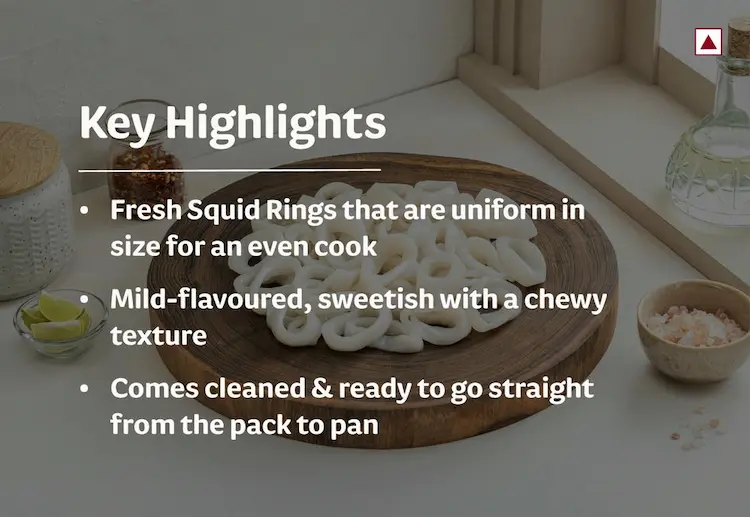 Key Highlights
• Fresh Squid Rings that are uniform in
size for an even cook
• Mild-flavoured, sweetish with a chewy
texture
• Comes cleaned & ready to go straight
from the pack to pan